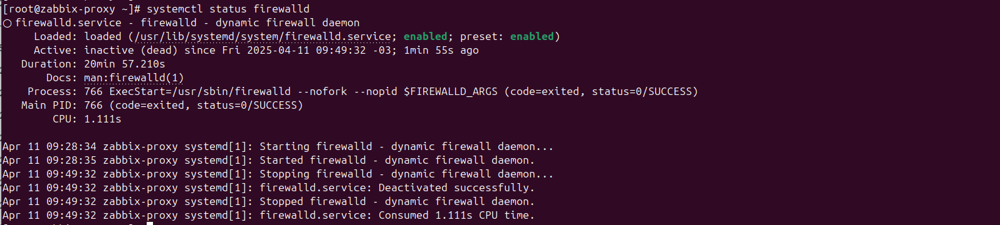 [root@zabbix-proxy ~]# systemctl status firewalld
○ firewalld.service - firewalld - dynamic firewall daemon
Loaded: loaded (/usr/lib/systemd/system/firewalld.service; enabled; preset: enabled)
Active: inactive (dead) since Fri 2025-04-11 09:49:32 -03; 1min 55s ago
Duration: 20min 57.210s
Docs: man:firewalld(1)
Process: 766 ExecStart=/usr/sbin/firewalld --nofork --nopid $FIREWALLD_ARGS (code=exited, status=0/SUCCESS)
Main PID: 766 (code=exited, status=0/SUCCESS)
CPU: 1.111s
Apr 11 09:28:34 zabbix-proxy systemd[1]: Starting firewalld - dynamic firewall daemon...
Apr 11 09:28:35 zabbix-proxy systemd[1]: Started firewalld - dynamic firewall daemon.
Apr 11 09:49:32 zabbix-proxy systemd[1]: Stopping firewalld - dynamic firewall daemon...
Apr 11 09:49:32 zabbix-proxy systemd[1]: firewalld.service: Deactivated successfully.
Apr 11 09:49:32 zabbix-proxy systemd[1]: Stopped firewalld - dynamic firewall daemon.
Apr 11 09:49:32 zabbix-proxy systemd[1]: firewalld.service: Consumed 1.111s CPU time.